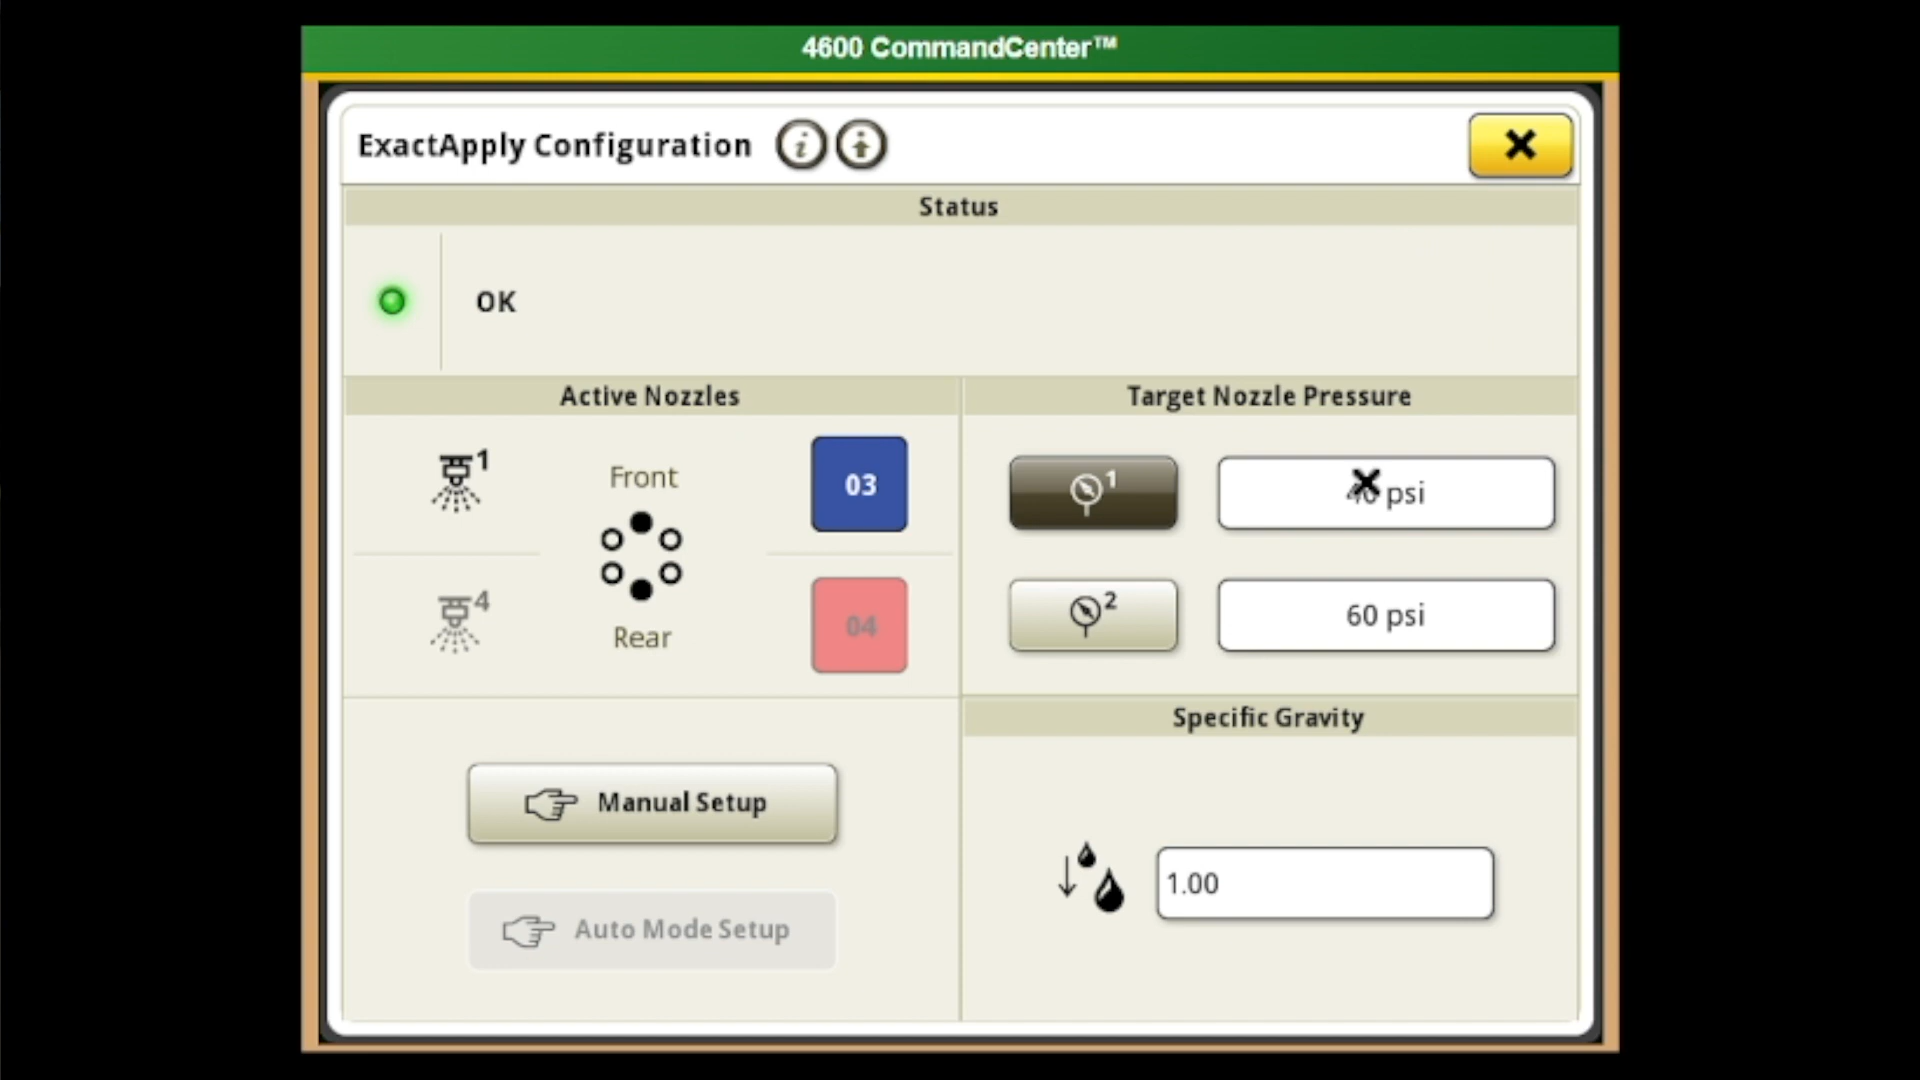 4600 CommandCenter™
ExactApply Configuration
Status
OK
Active Nozzles
Target Nozzle Pressure
1
Front
03
1
psi
4
Rear
04
2
60 psi
Specific Gravity
Manual Setup
1.00
Auto Mode Setup